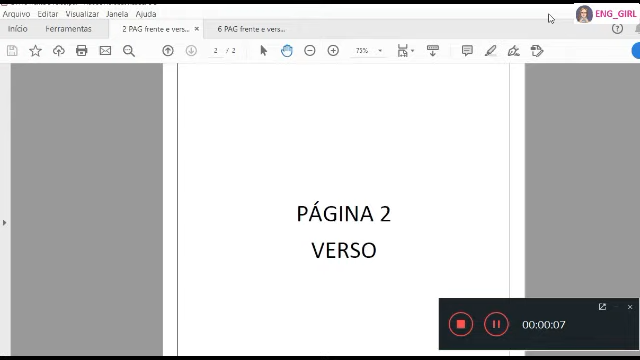 ENG_GIRL
Arquivo Editar Visualizar Janela Ajuda
Início Ferramentas 2 PAG frente e vers... × 6 PAG frente e vers...
2 / 2 75%
PÁGINA 2
VERSO
00:00:07